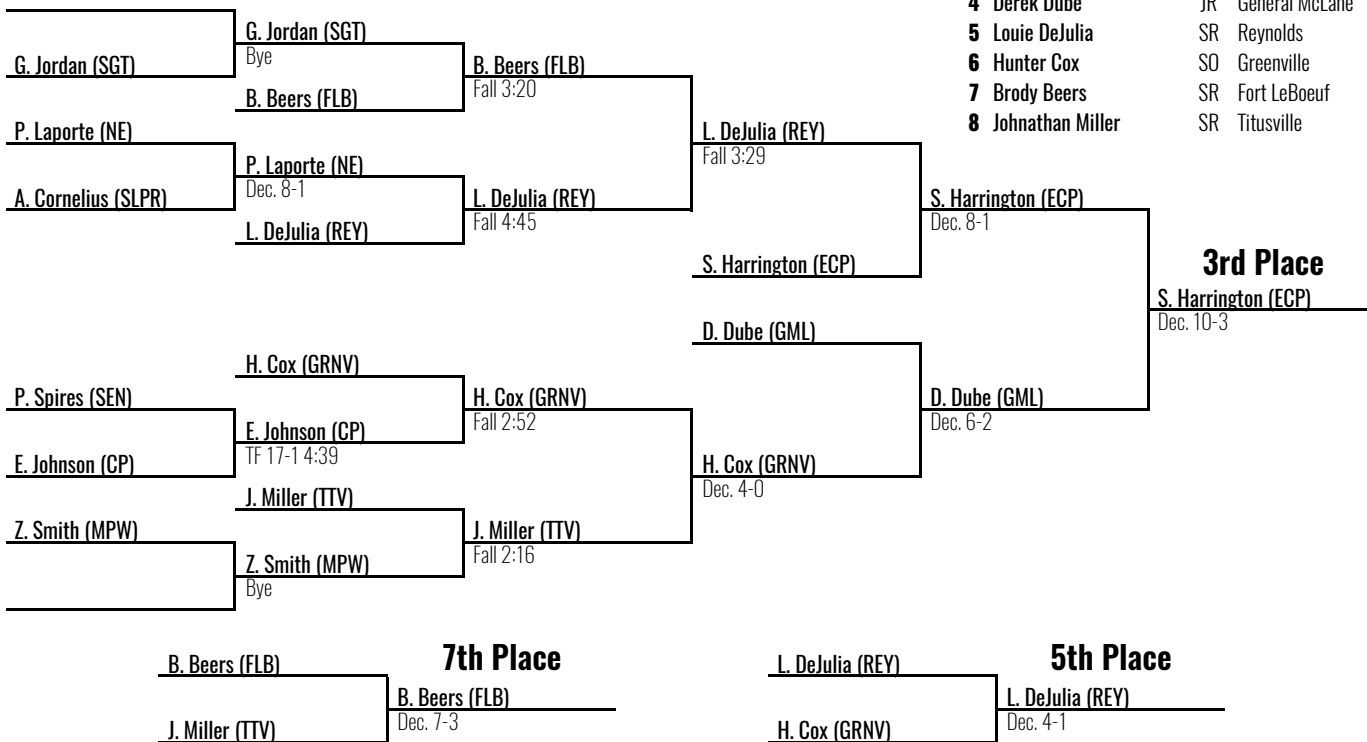 4 Derek Dube JR General McLane
5 Louie DeJulia SR Reynolds
6 Hunter Cox SO Greenville
7 Brody Beers SR Fort LeBoeuf
8 Johnathan Miller SR Titusville
G. Jordan (SGT)
G. Jordan (SGT)
Bye
B. Beers (FLB)
B. Beers (FLB)
Fall 3:20
P. Laporte (NE)
A. Cornelius (SLPR)
P. Laporte (NE)
Dec. 8-1
L. DeJulia (REY)
L. DeJulia (REY)
Fall 4:45
L. DeJulia (REY)
Fall 3:29
S. Harrington (ECP)
S. Harrington (ECP)
Dec. 8-1
3rd Place
S. Harrington (ECP)
Dec. 10-3
D. Dube (GML)
D. Dube (GML)
Dec. 6-2
H. Cox (GRNV)
P. Spires (SEN)
E. Johnson (CP)
E. Johnson (CP)
TF 17-1 4:39
H. Cox (GRNV)
Fall 2:52
H. Cox (GRNV)
Dec. 4-0
J. Miller (TTV)
Z. Smith (MPW)
Z. Smith (MPW)
Bye
J. Miller (TTV)
Fall 2:16
7th Place
B. Beers (FLB)
J. Miller (TTV)
B. Beers (FLB)
Dec. 7-3
5th Place
L. DeJulia (REY)
H. Cox (GRNV)
L. DeJulia (REY)
Dec. 4-1